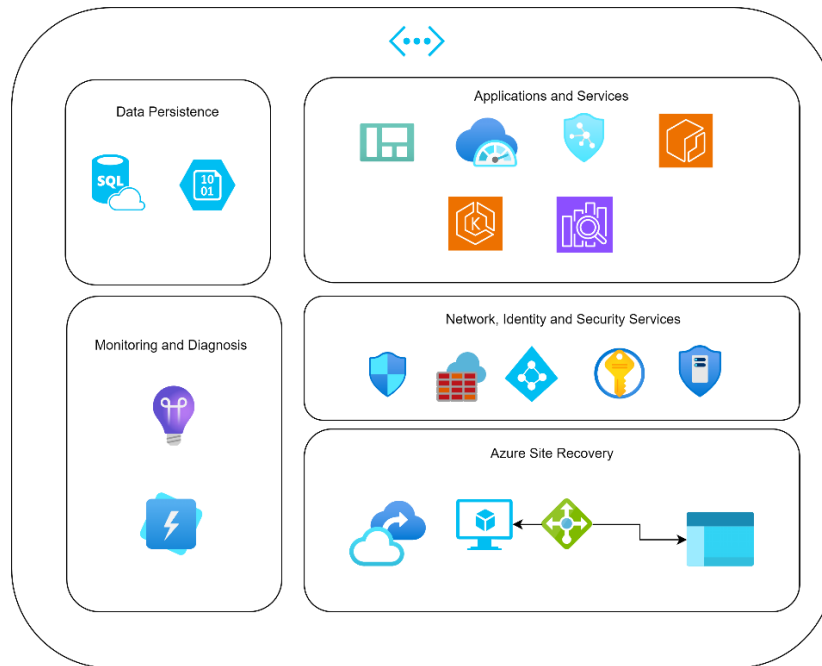 Data Persistence
SQL
10
01
Applications and Services
K
Monitoring and Diagnosis
Network, Identity and Security Services
Azure Site Recovery